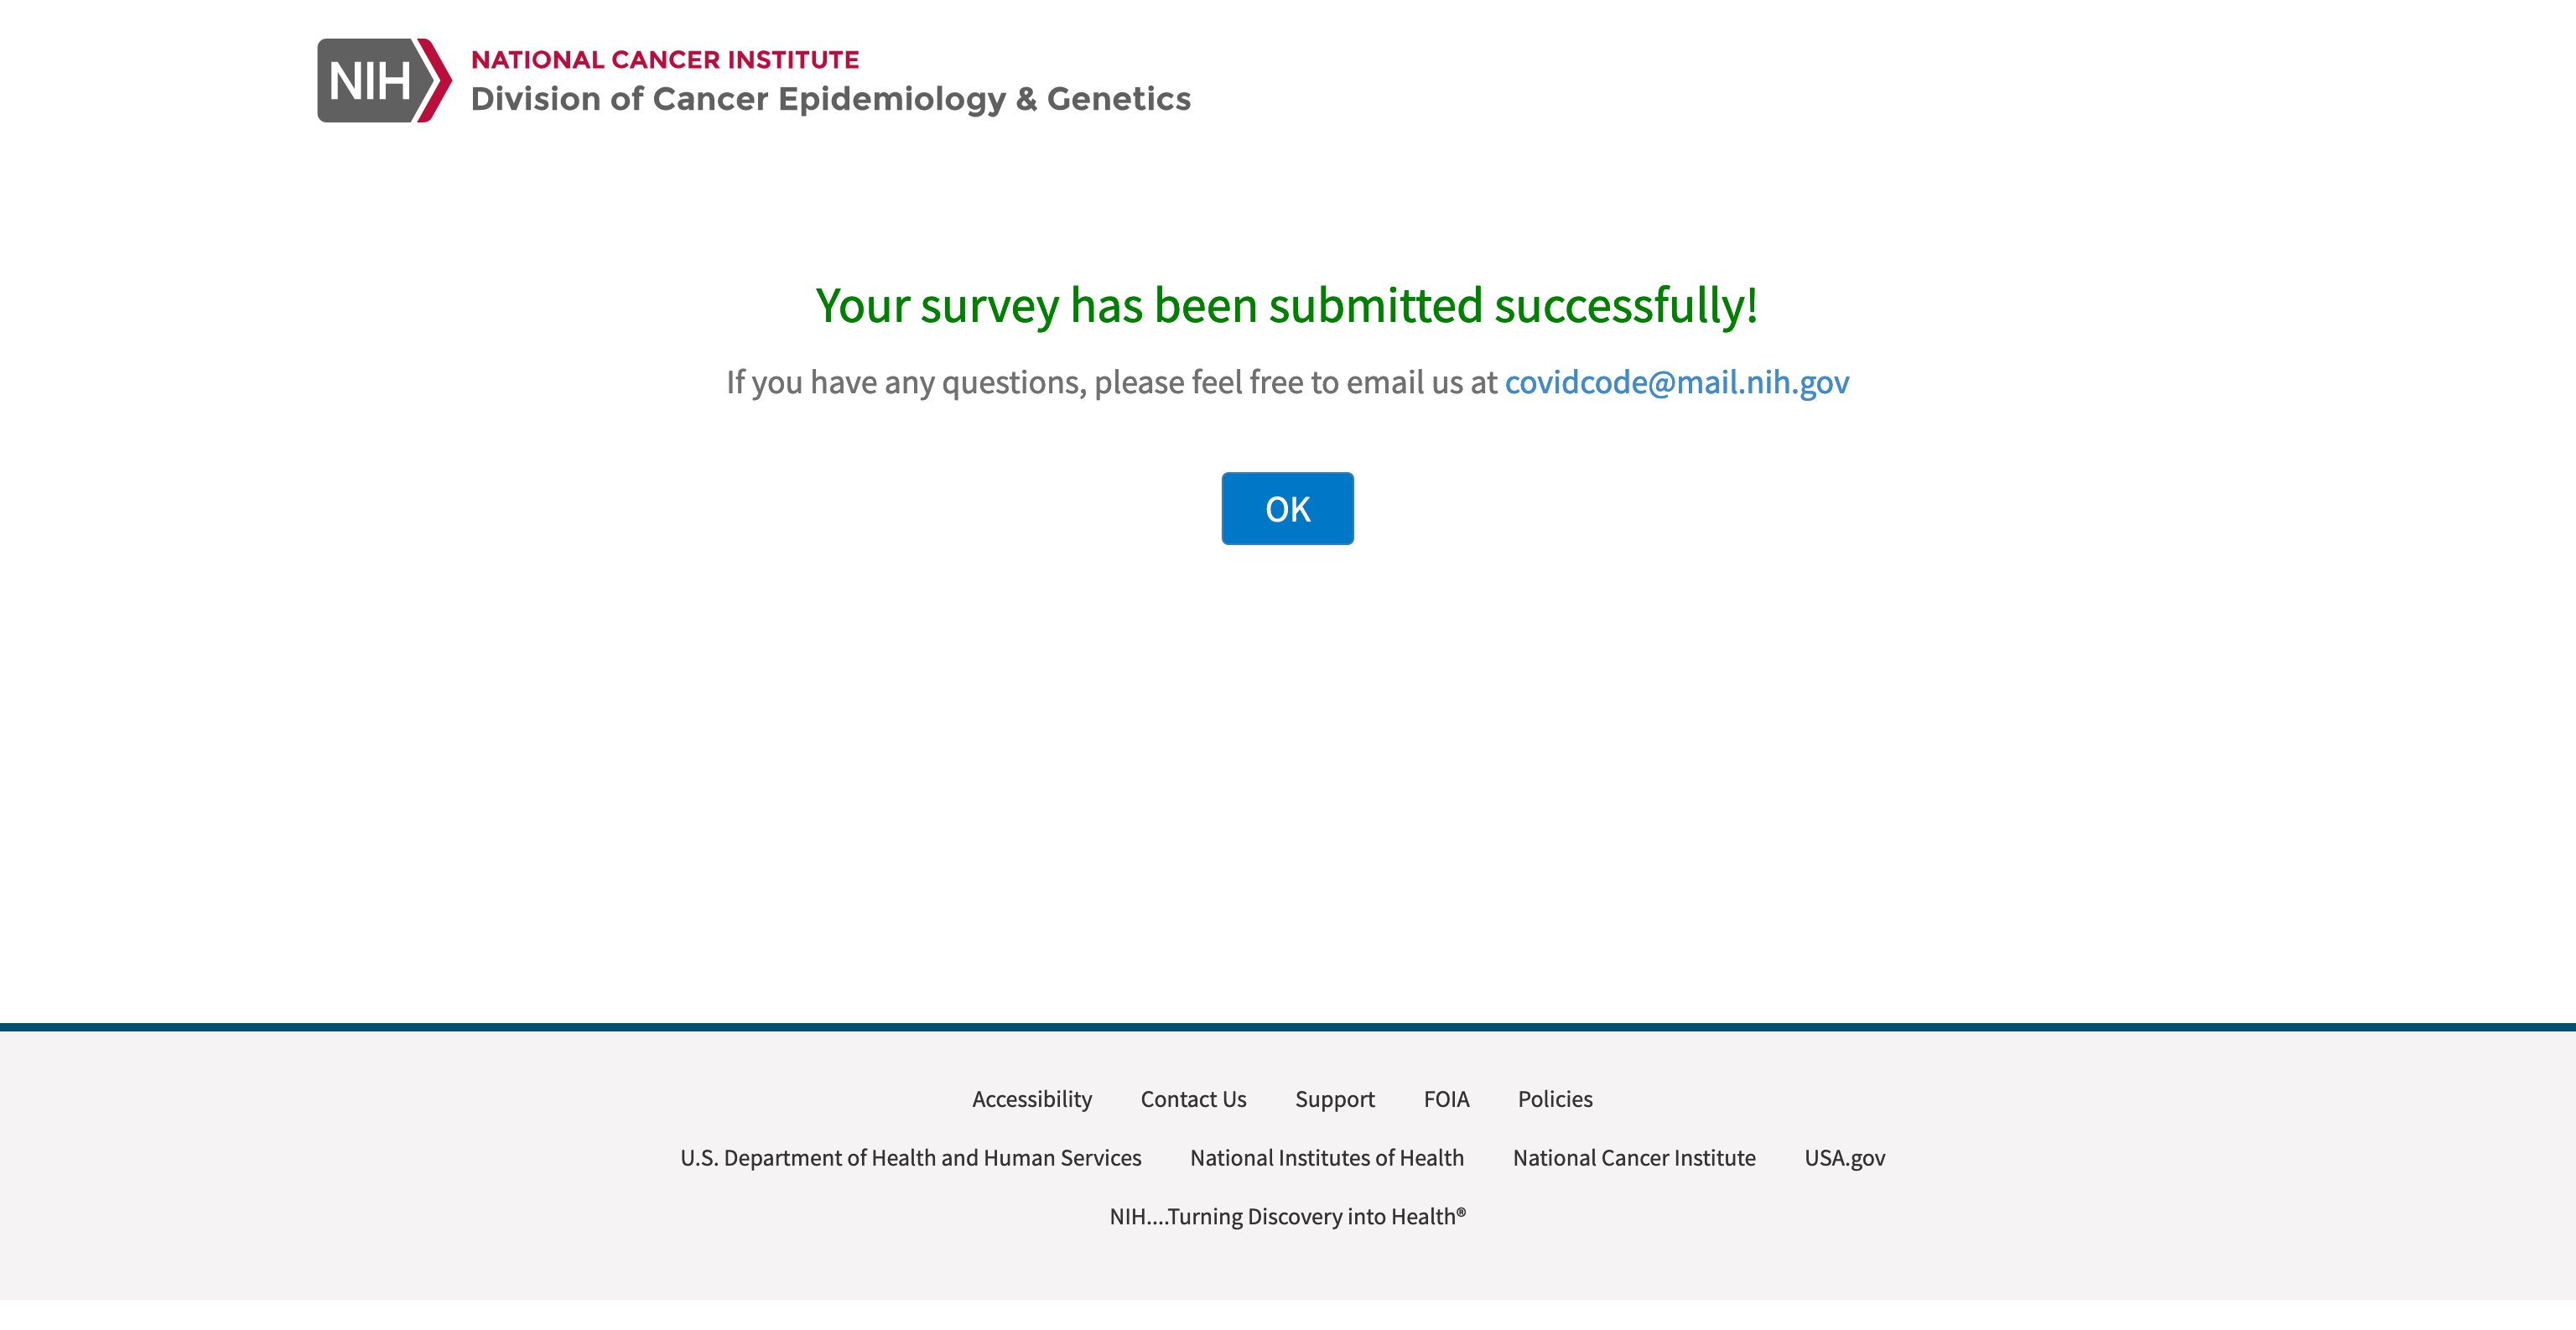 NIH
NATIONAL CANCER INSTITUTE
Division of Cancer Epidemiology & Genetics
Your survey has been submitted successfully!
If you have any questions, please feel free to email us at covidcode@mail.nih.gov
OK
Accessibility Contact Us Support FOIA Policies
U.S. Department of Health and Human Services National Institutes of Health National Cancer Institute USA.gov
NIH....Turning Discovery into Health®